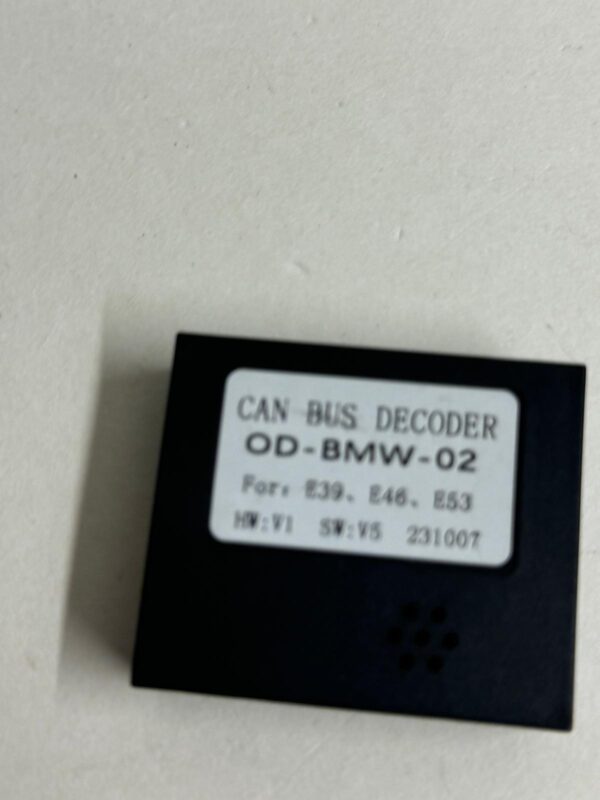 CAN BUS DECODER
OD-BMW-02
For: E39、E46、E53
HW:V1 SW:V5 231007